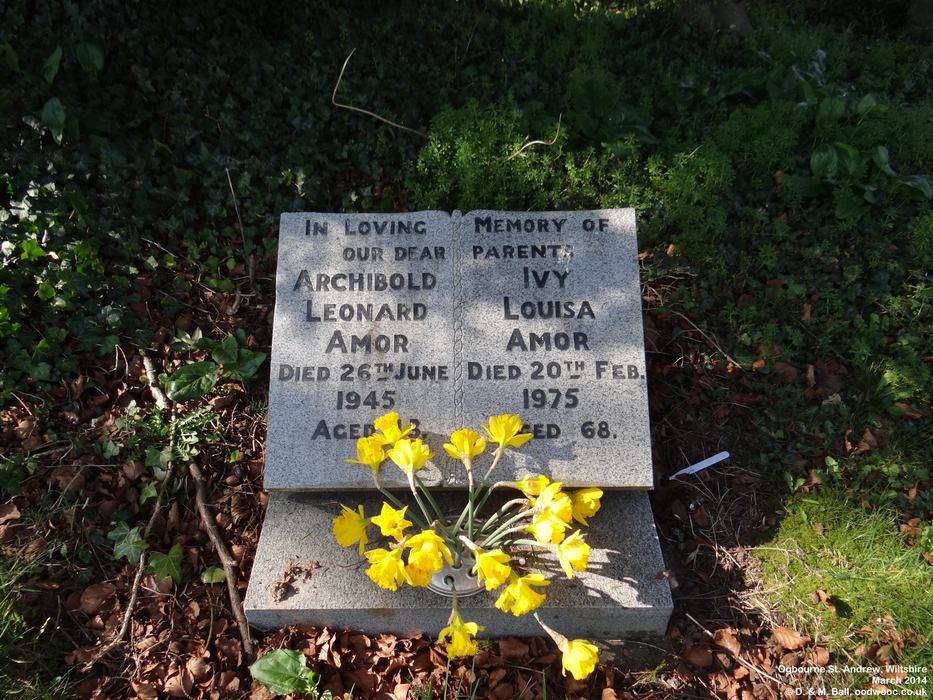 IN LOVING MEMORY OF
OUR DEAR PARENTS
ARCHIBOLD
LEONARD
AMOR
DIED 26TH JUNE
1945
AGED
IVY
LOUISA
AMOR
DIED 20TH FEB.
1975
AGED 68.
Ogbourne St. Andrew, Wiltshire
March 2014
© D. & M. Ball, oodwooc.co.uk